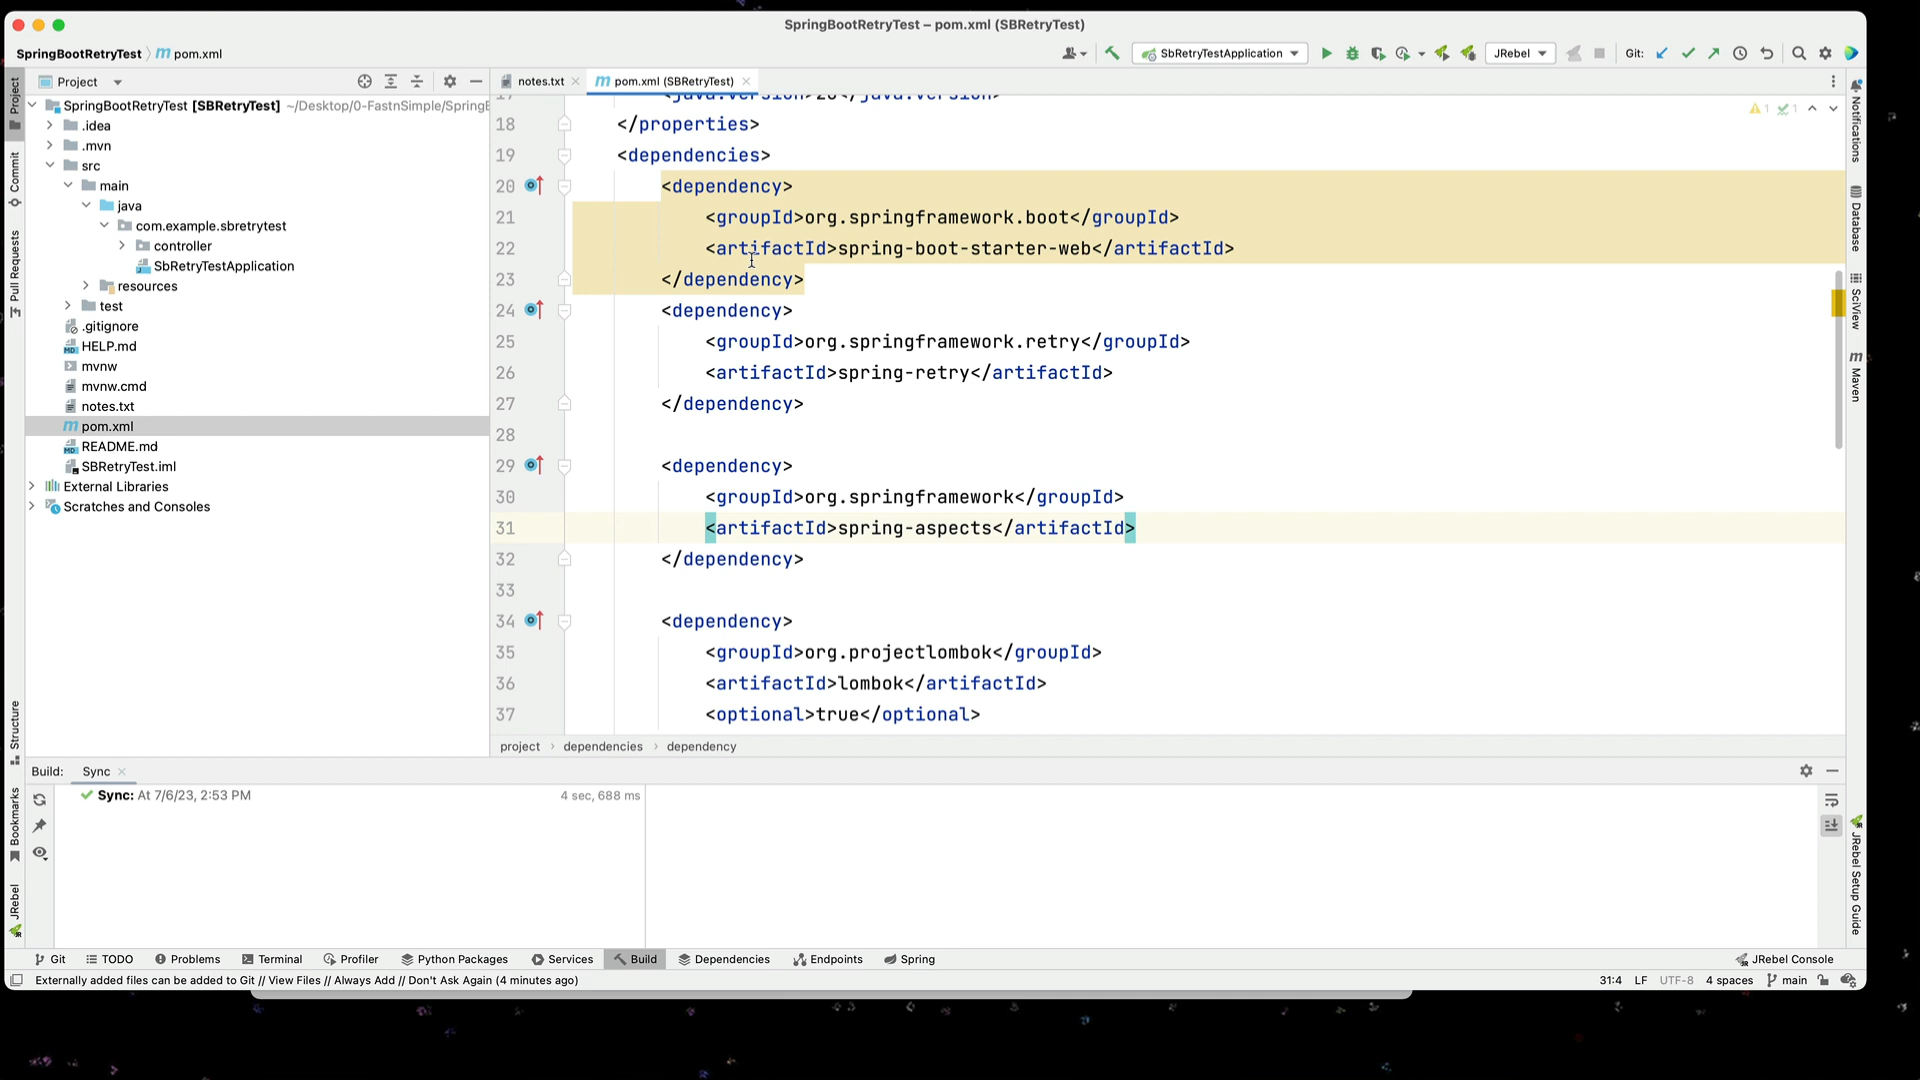 SpringBootRetryTest – pom.xml (SBRetryTest)
SpringBootRetryTest
pom.xml
SbRetryTestApplication
JRebel
Git:
Project
notes.txt
pom.xml (SBRetryTest)
SpringBootRetryTest [SBRetryTest] ~/Desktop/0-FastnSimple/SpringB
.idea
.mvn
src
main
java
com.example.sbretrytest
controller
SbRetryTestApplication
resources
test
.gitignore
HELP.md
mvnw
mvnw.cmd
notes.txt
pom.xml
README.md
SBRetryTest.iml
External Libraries
Scratches and Consoles
Project
Commit
Pull Requests
Structure
Bookmarks
JRebel
18 </properties>
19 <dependencies>
20 <dependency>
21 <groupId>org.springframework.boot</groupId>
22 <artifactId>spring-boot-starter-web</artifactId>
23 </dependency>
24 <dependency>
25 <groupId>org.springframework.retry</groupId>
26 <artifactId>spring-retry</artifactId>
27 </dependency>
28
29 <dependency>
30 <groupId>org.springframework</groupId>
31 <artifactId>spring-aspects</artifactId>
32 </dependency>
33
34 <dependency>
35 <groupId>org.projectlombok</groupId>
36 <artifactId>lombok</artifactId>
37 <optional>true</optional>
1
1
project › dependencies › dependency
Notifications
Database
SciView
Maven
JRebel Setup Guide
Build: Sync
Sync: At 7/6/23, 2:53 PM 4 sec, 688 ms
Git
TODO
Problems
Terminal
Profiler
Python Packages
Services
Build
Dependencies
Endpoints
Spring
JRebel Console
Externally added files can be added to Git // View Files // Always Add // Don't Ask Again (4 minutes ago)
31:4 LF UTF-8 4 spaces main